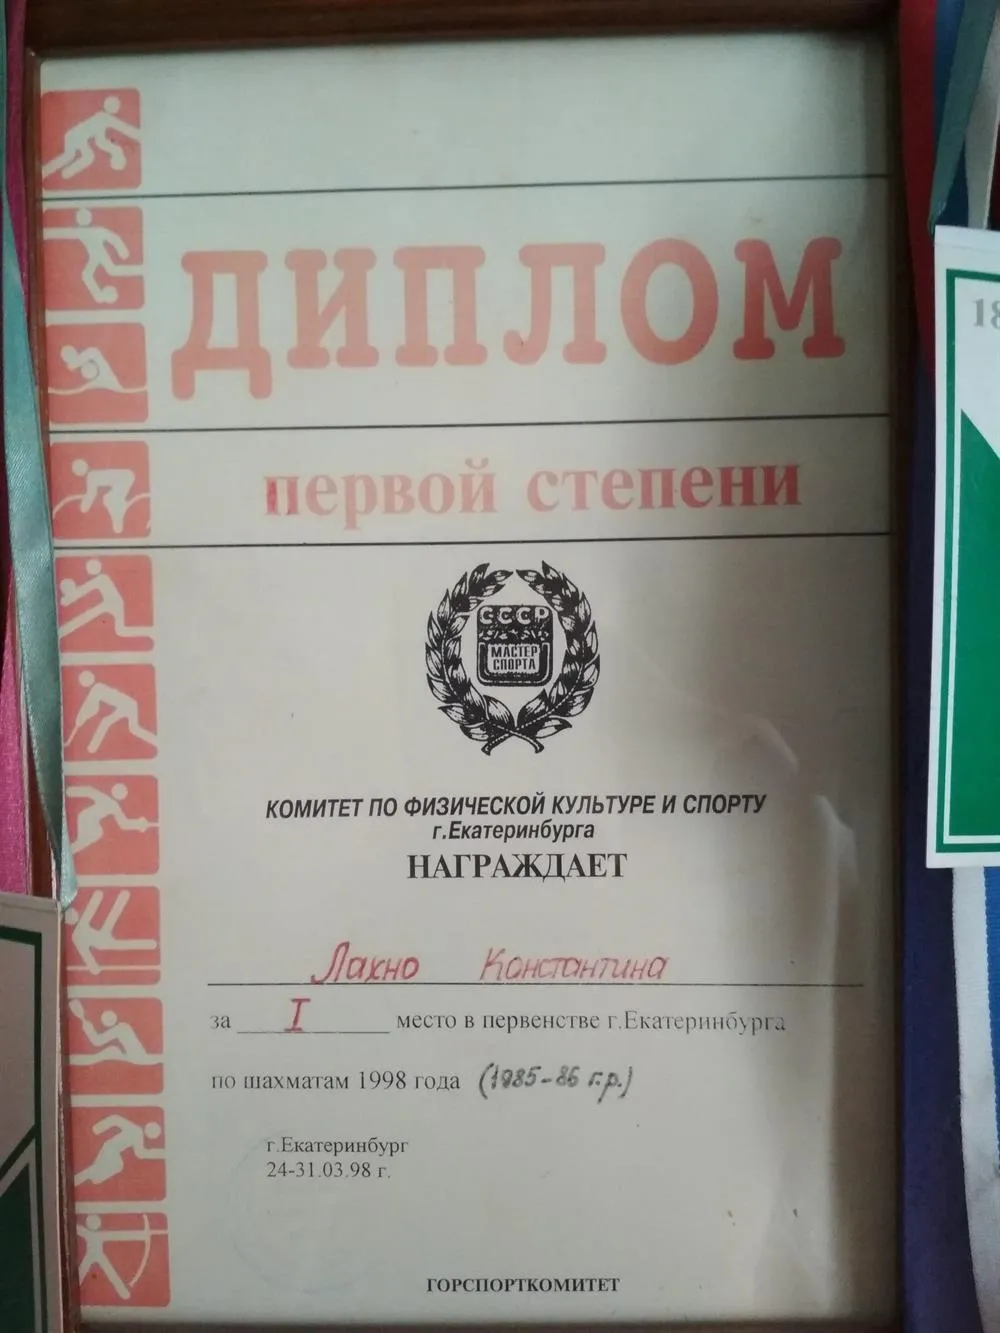 ДИПЛОМ
первой степени
СССР
МАСТЕР
СПОРТА
КОМИТЕТ ПО ФИЗИЧЕСКОЙ КУЛЬТУРЕ И СПОРТУ
г.Екатеринбурга
НАГРАЖДАЕТ
Лахно Константина
за I место в первенстве г.Екатеринбурга
по шахматам 1998 года (1985-86 г.р.)
г.Екатеринбург
24-31.03.98 г.
ГОРСПОРТКОМИТЕТ
18